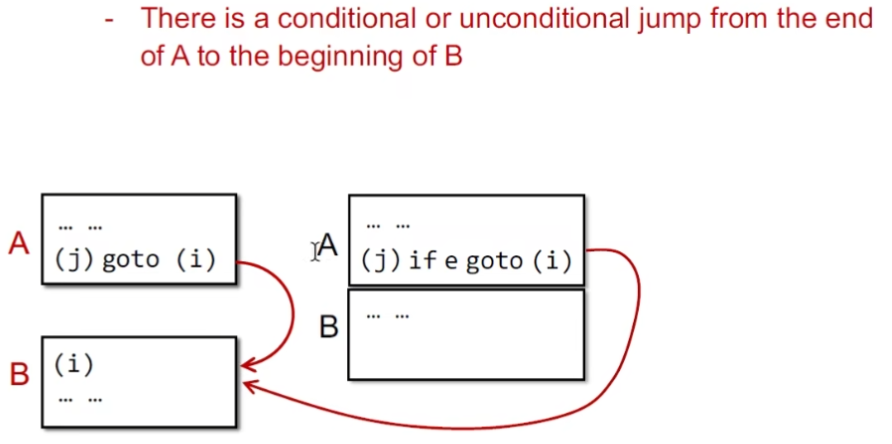 - There is a conditional or unconditional jump from the end
of A to the beginning of B
A
... ...
(j) goto (i)
B
(i)
... ...
A
... ...
(j) if e goto (i)
B
... ...